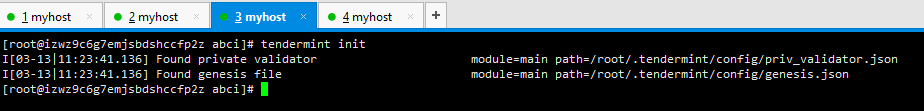 1 myhost
2 myhost
3 myhost
4 myhost
[root@izwz9c6g7emjsbdshccfp2z abci]# tendermint init
I[03-13|11:23:41.136] Found private validator module=main path=/root/.tendermint/config/priv_validator.json
I[03-13|11:23:41.136] Found genesis file module=main path=/root/.tendermint/config/genesis.json
[root@izwz9c6g7emjsbdshccfp2z abci]#